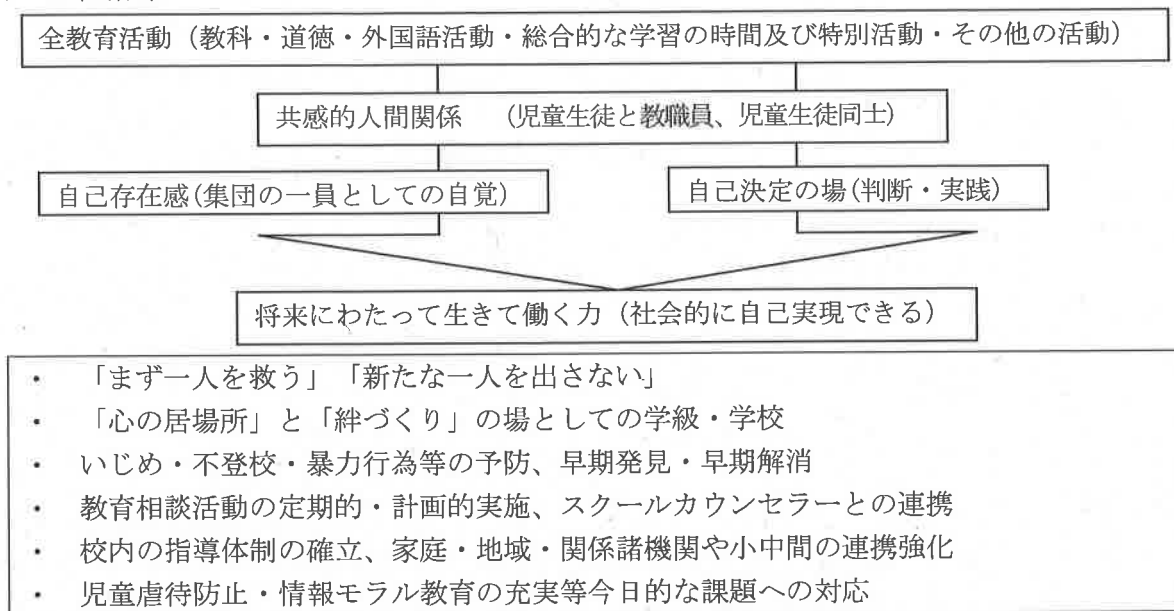 全教育活動（教科・道徳・外国語活動・総合的な学習の時間及び特別活動・その他の活動）
共感的人間関係　（児童生徒と教職員、児童生徒同士）
自己存在感(集団の一員としての自覚）
自己決定の場(判断・実践）
将来にわたって生きて働く力（社会的に自己実現できる）
・　「まず一人を救う」「新たな一人を出さない」
・　「心の居場所」と「絆づくり」の場としての学級・学校
・　いじめ・不登校・暴力行為等の予防、早期発見・早期解消
・　教育相談活動の定期的・計画的実施、スクールカウンセラーとの連携
・　校内の指導体制の確立、家庭・地域・関係諸機関や小中間の連携強化
・　児童虐待防止・情報モラル教育の充実等今日的な課題への対応